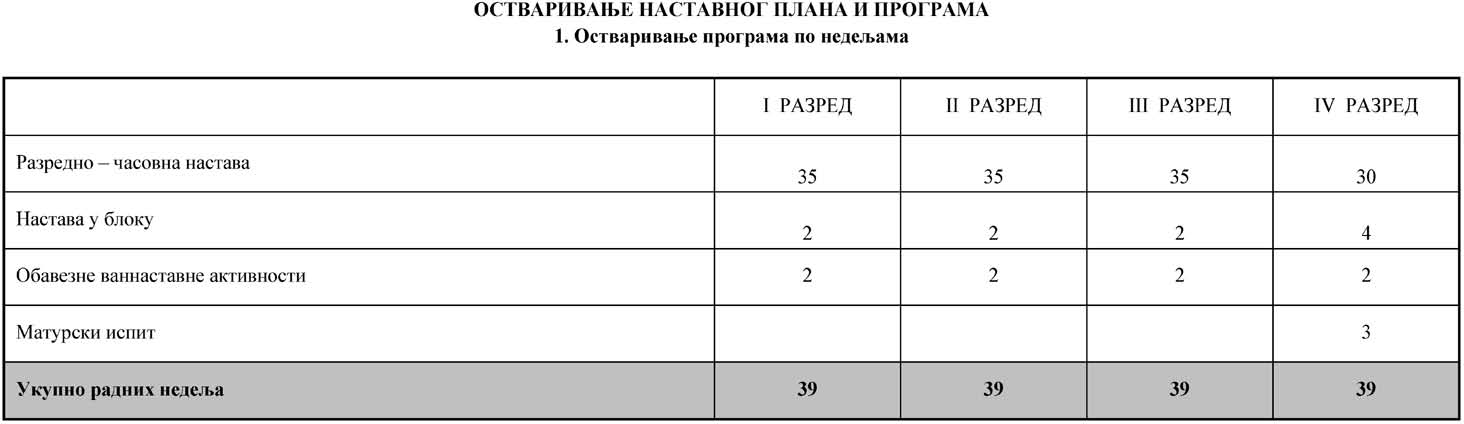 ОСТВАРИВАЊЕ НАСТАВНОГ ПЛАНА И ПРОГРАМА
1. Остваривање програма по недељама
I РАЗРЕД II РАЗРЕД III РАЗРЕД IV РАЗРЕД
Разредно – часовна настава 35 35 35 30
Настава у блоку 2 2 2 4
Обавезне ваннаставне активности 2 2 2 2
Матурски испит 3
Укупно радних недеља 39 39 39 39